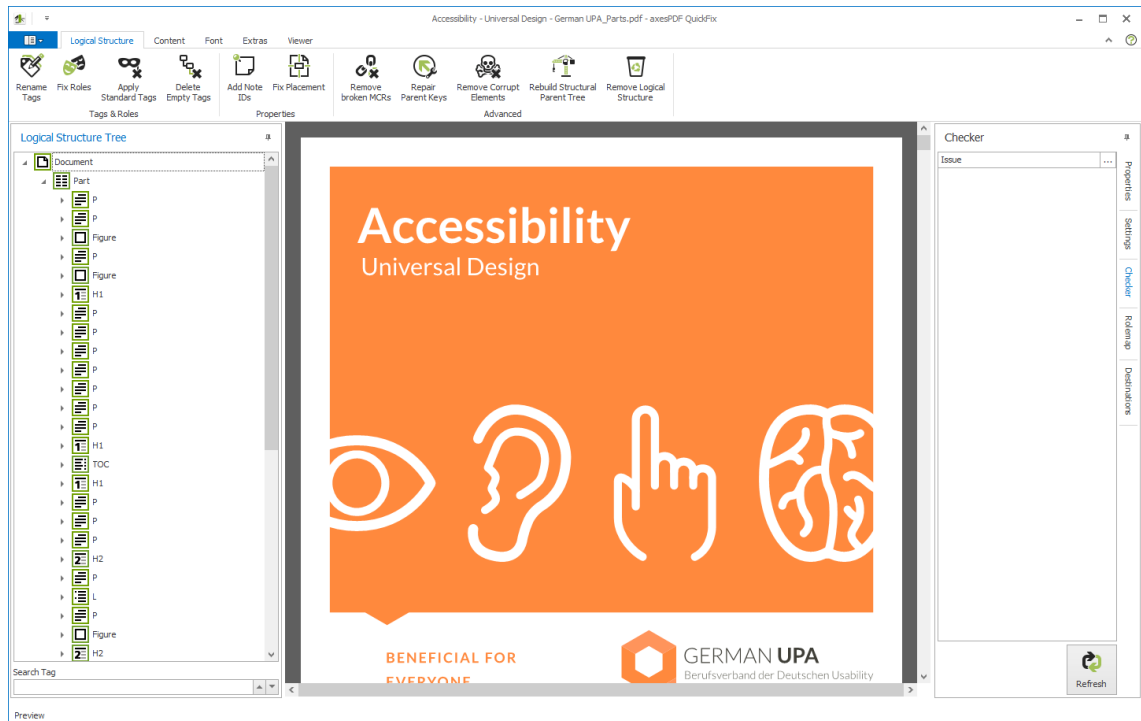 Accessibility - Universal Design - German UPA_Parts.pdf - axesPDF QuickFix
Logical Structure Content Font Extras Viewer
Rename Tags
Fix Roles
Apply Standard Tags
Delete Empty Tags
Add Note IDs
Fix Placement
Remove broken MCRs
Repair Parent Keys
Remove Corrupt Elements
Rebuild Structural Parent Tree
Remove Logical Structure
Tags & Roles
Properties
Advanced
Logical Structure Tree
Document
Part
P
P
Figure
P
Figure
H1
P
P
P
P
P
P
P
H1
TOC
H1
P
P
P
H2
P
L
P
Figure
H2
Search Tag
Preview
Accessibility
Universal Design
BENEFICIAL FOR
EVERYONE
GERMAN UPA
Berufsverband der Deutschen Usability
Checker
Issue
...
Properties
Settings
Checker
Rolemap
Destinations
Refresh